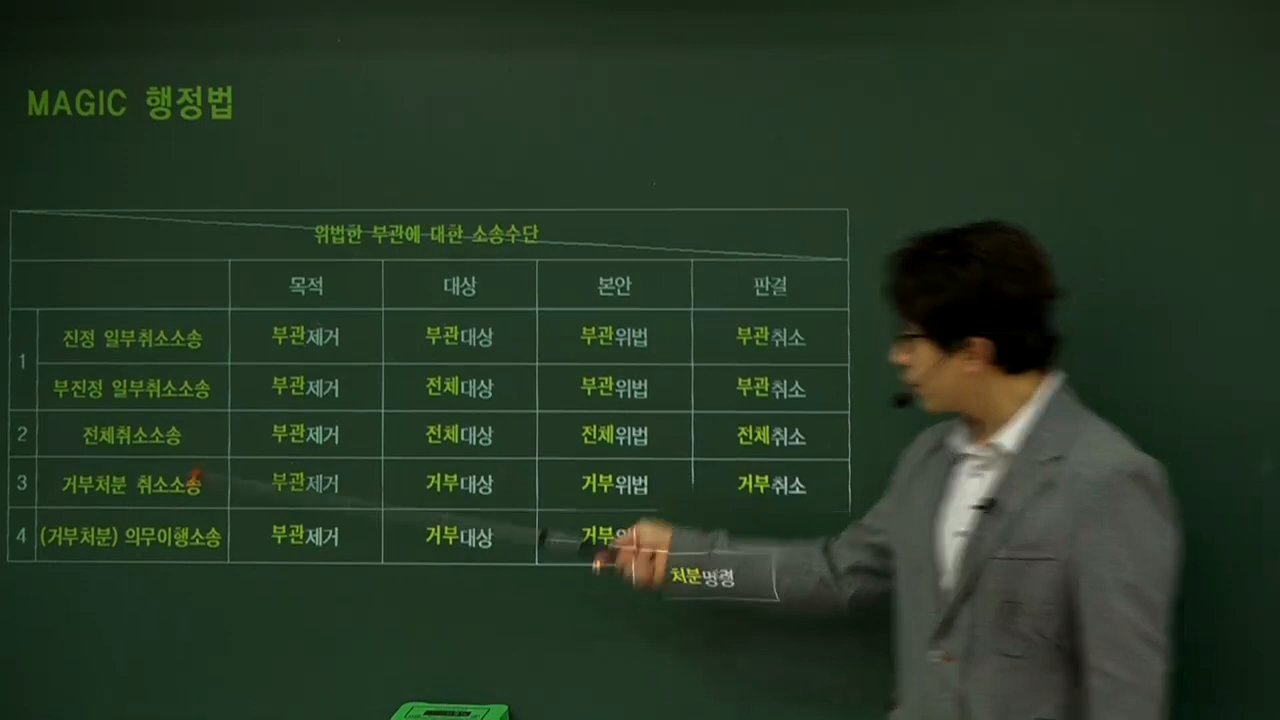 MAGIC 행정법
위법한 부관에 대한 소송수단
목적 대상 본안 판결
1 진정 일부취소소송 부관제거 부관대상 부관위법 부관취소
부진정 일부취소소송 부관제거 전체대상 부관위법 부관취소
2 전체취소소송 부관제거 전체대상 전체위법 전체취소
3 거부처분 취소소송 부관제거 거부대상 거부위법 거부취소
4 (거부처분) 의무이행소송 부관제거 거부대상 처분명령